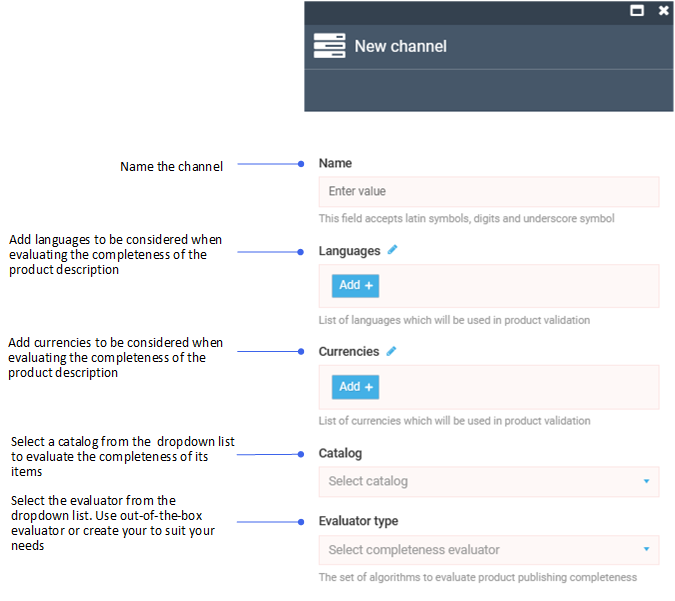 New channel
Name the channel
Name
Enter value
This field accepts latin symbols, digits and underscore symbol
Add languages to be considered when
evaluating the completeness of the
product description
Languages
Add +
List of languages which will be used in product validation
Add currencies to be considered when
evaluating the completeness of the
product description
Currencies
Add +
List of currencies which will be used in product validation
Select a catalog from the dropdown list
to evaluate the completeness of its
items
Catalog
Select catalog
Select the evaluator from the
dropdown list. Use out-of-the-box
evaluator or create your to suit your
needs
Evaluator type
Select completeness evaluator
The set of algorithms to evaluate product publishing completeness